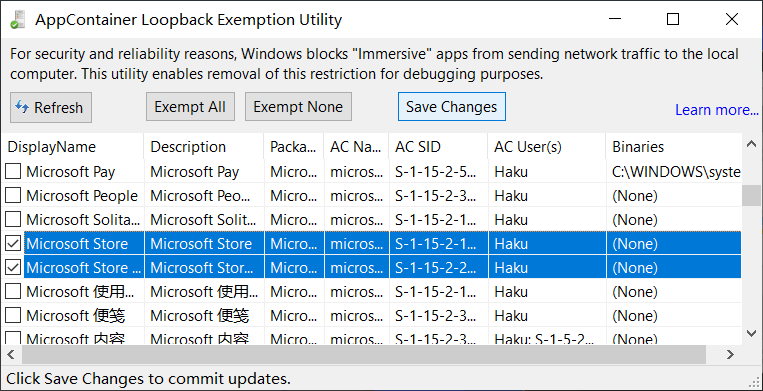 AppContainer Loopback Exemption Utility
For security and reliability reasons, Windows blocks "Immersive" apps from sending network traffic to the local
computer. This utility enables removal of this restriction for debugging purposes.
Refresh Exempt All Exempt None Save Changes Learn more...
DisplayName Description Packa... AC Na... AC SID AC User(s) Binaries
Microsoft Pay Microsoft Pay Micro... micros... S-1-15-2-5... Haku C:\WINDOWS\syste
Microsoft People Microsoft Peo... Micro... micros... S-1-15-2-3... Haku (None)
Microsoft Solita... Microsoft Solit... Micro... micros... S-1-15-2-1... Haku (None)
Microsoft Store Microsoft Store Micro... micros... S-1-15-2-1... Haku (None)
Microsoft Store ... Microsoft Stor... Micro... micros... S-1-15-2-2... Haku (None)
Microsoft 使用... Microsoft 使用... Micro... micros... S-1-15-2-1... Haku (None)
Microsoft 便笺 Microsoft 便笺 Micro... micros... S-1-15-2-3... Haku (None)
Microsoft 内容 Microsoft 内容 Micro... micros... S-1-15-2-3... Haku; S-1-5-2... (None)
Click Save Changes to commit updates.